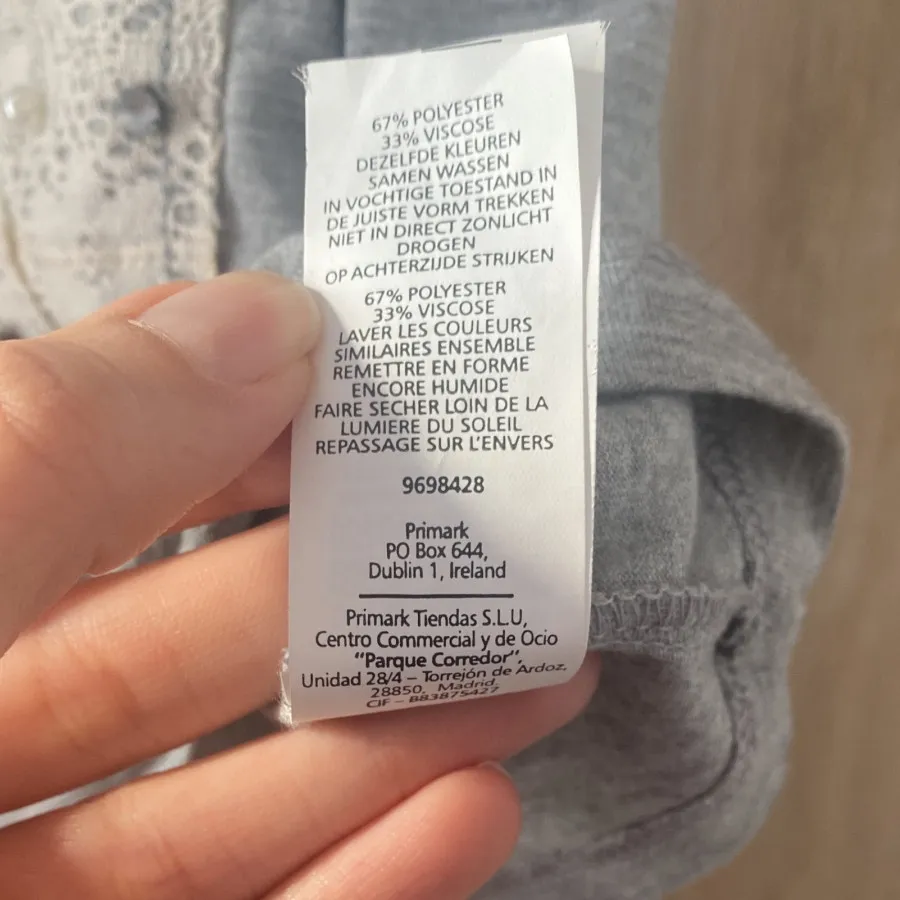 67% POLYESTER
33% VISCOSE
DEZELFDE KLEUREN
SAMEN WASSEN
IN VOCHTIGE TOESTAND IN
DE JUISTE VORM TREKKEN
NIET IN DIRECT ZONLICHT
DROGEN
OP ACHTERZIJDE STRIJKEN
67% POLYESTER
33% VISCOSE
LAVER LES COULEURS
SIMILAIRES ENSEMBLE
REMETTRE EN FORME
ENCORE HUMIDE
FAIRE SECHER LOIN DE LA
LUMIERE DU SOLEIL
REPASSAGE SUR L'ENVERS
9698428
Primark
PO Box 644,
Dublin 1, Ireland
Primark Tiendas S.L.U,
Centro Commercial y de Ocio
"Parque Corredor",
Unidad 28/4 – Torrejón de Ardoz,
28850, Madrid.
CIF – B83875427